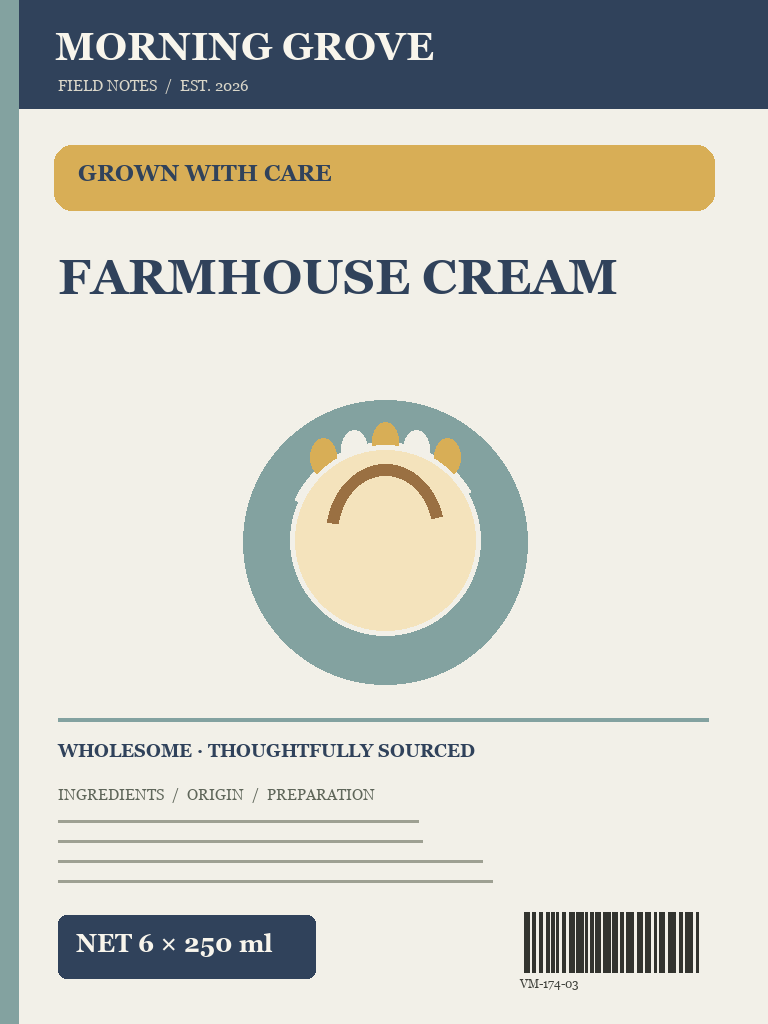 MORNING GROVE
FIELD NOTES / EST. 2026
GROWN WITH CARE
FARMHOUSE CREAM
WHOLESOME · THOUGHTFULLY SOURCED
INGREDIENTS / ORIGIN / PREPARATION
NET 6 × 250 ml
VM-174-03